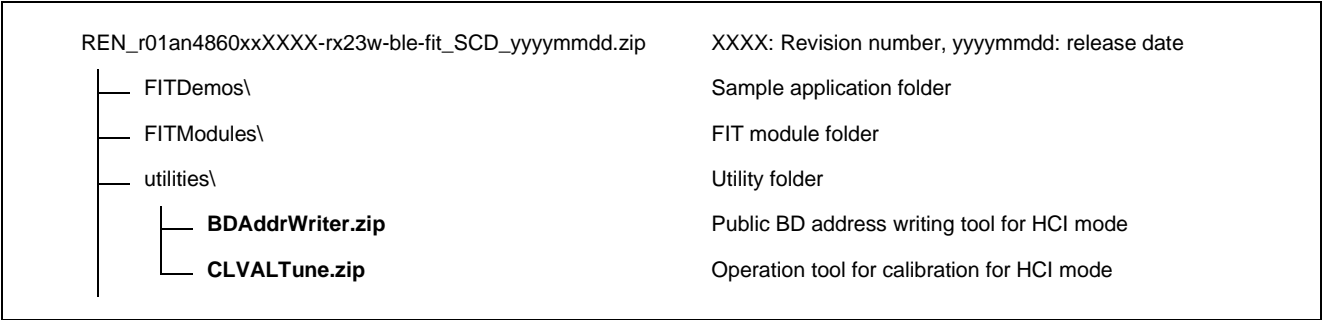 REN_r01an4860xxXXXX-rx23w-ble-fit_SCD_yyyymmdd.zip XXXX: Revision number, yyyymmdd: release date
FITDemos\ Sample application folder
FITModules\ FIT module folder
utilities\ Utility folder
BDAddrWriter.zip Public BD address writing tool for HCI mode
CLVALTune.zip Operation tool for calibration for HCI mode